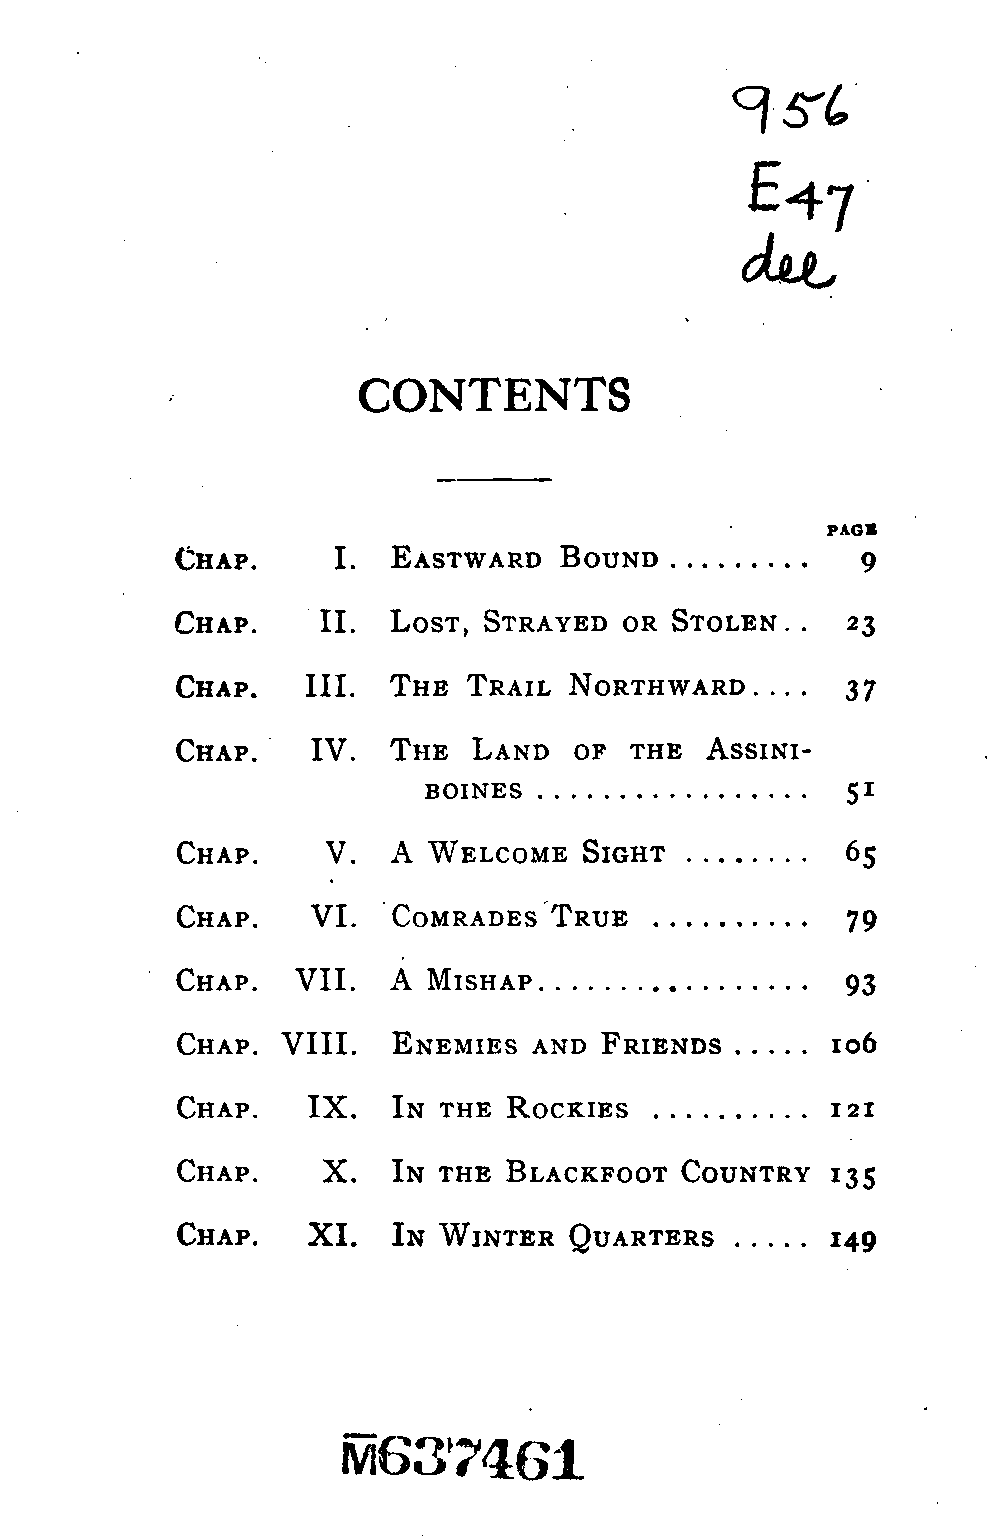 956
E47
dee
CONTENTS
PAGE
CHAP. I. EASTWARD BOUND ......... 9
CHAP. II. LOST, STRAYED OR STOLEN.. 23
CHAP. III. THE TRAIL NORTHWARD.... 37
CHAP. IV. THE LAND OF THE ASSINI-
BOINES ................. 51
CHAP. V. A WELCOME SIGHT ........ 65
CHAP. VI. COMRADES TRUE .......... 79
CHAP. VII. A MISHAP................. 93
CHAP. VIII. ENEMIES AND FRIENDS ..... 106
CHAP. IX. IN THE ROCKIES .......... 121
CHAP. X. IN THE BLACKFOOT COUNTRY 135
CHAP. XI. IN WINTER QUARTERS ..... 149
M637461